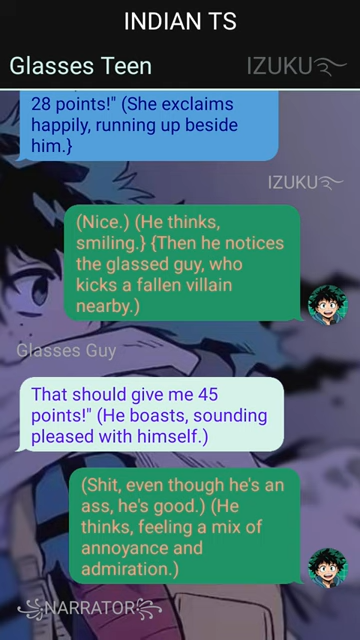 INDIAN TS
Glasses Teen IZUKU
28 points!" (She exclaims
happily, running up beside
him.}
IZUKU
(Nice.) (He thinks,
smiling.} {Then he notices
the glassed guy, who
kicks a fallen villain
nearby.)
Glasses Guy
That should give me 45
points!" (He boasts, sounding
pleased with himself.)
(Shit, even though he's an
ass, he's good.) (He
thinks, feeling a mix of
annoyance and
admiration.)
꧁NARRATOR꧂